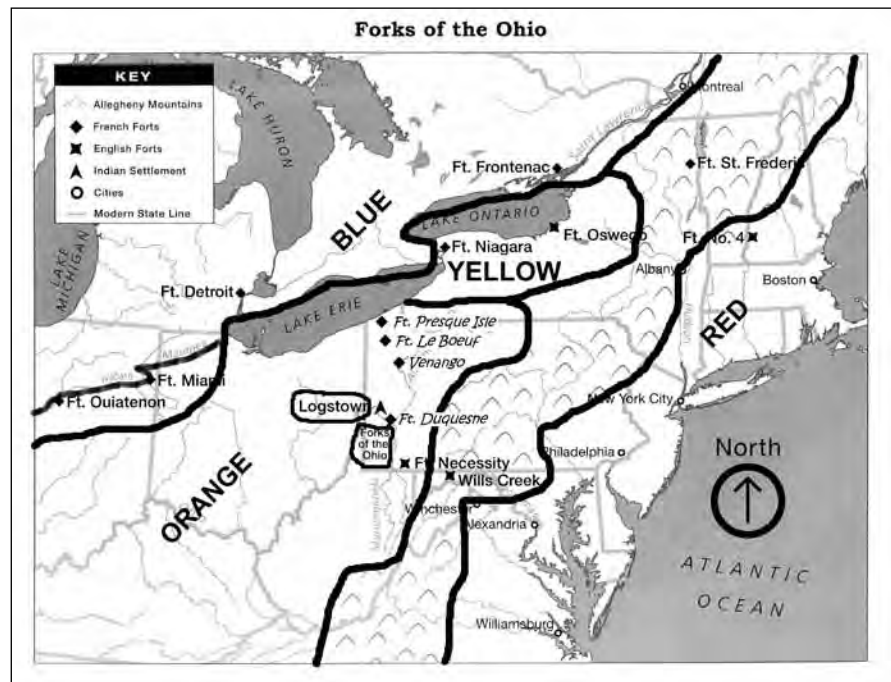 Forks of the Ohio
KEY
Allegheny Mountains
French Forts
English Forts
Indian Settlement
Cities
Modern State Line
LAKE HURON
LAKE MICHIGAN
Montreal
Saint Lawrence
Ft. Frontenac
Ft. St. Frederic
BLUE
LAKE ONTARIO
Ft. Oswego
Ft. No. 4
Ft. Niagara
YELLOW
Albany
Boston
Ft. Detroit
LAKE ERIE
Hudson
RED
Ft. Presque Isle
Ft. Le Boeuf
Venango
Maumee
Ft. Miami
Ft. Ouiatenon
New York City
Logstown
Ft. Duquesne
Forks
of the
Ohio
North
Philadelphia
ORANGE
Ft. Necessity
Wills Creek
Winchester
Alexandria
ATLANTIC
OCEAN
Williamsburg